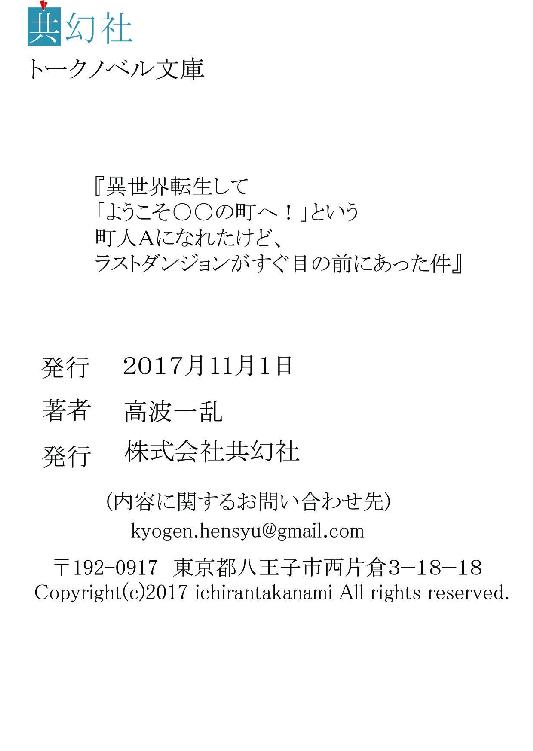 共幻社
トークノベル文庫
『異世界転生して
「ようこそ〇〇の町へ！」という
町人Aになれたけど、
ラストダンジョンがすぐ目の前にあった件』
発行 2017月11月1日
著者 高波一乱
発行 株式会社共幻社
(内容に関するお問い合わせ先)
kyogen.hensyu@gmail.com
〒192-0917 東京都八王子市西片倉3-18-18
Copyright(c)2017 ichirantakanami All rights reserved.